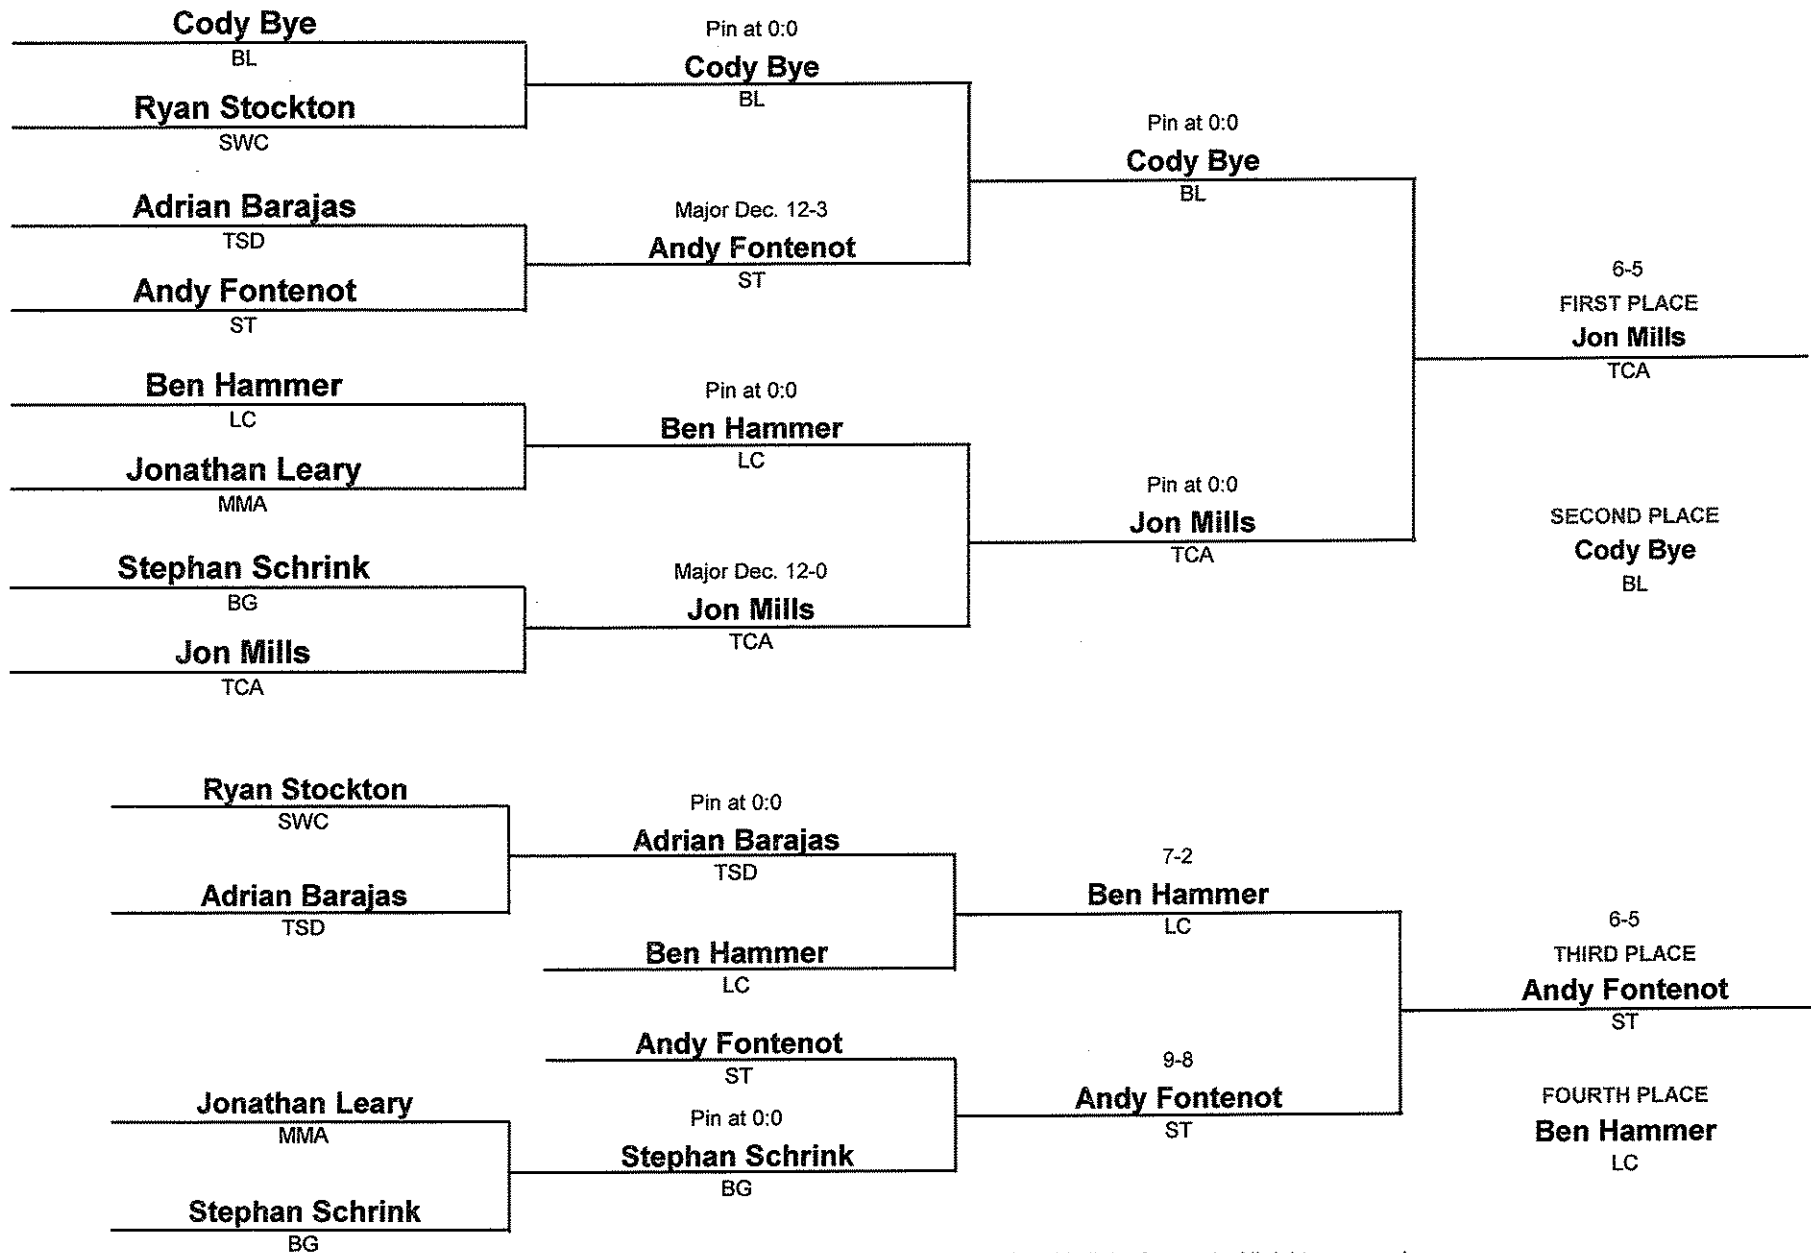 Cody Bye
BL
Ryan Stockton
SWC
Adrian Barajas
TSD
Andy Fontenot
ST
Ben Hammer
LC
Jonathan Leary
MMA
Stephan Schrink
BG
Jon Mills
TCA
Pin at 0:0
Cody Bye
BL
Major Dec. 12-3
Andy Fontenot
ST
Pin at 0:0
Ben Hammer
LC
Major Dec. 12-0
Jon Mills
TCA
Pin at 0:0
Cody Bye
BL
Pin at 0:0
Jon Mills
TCA
6-5
FIRST PLACE
Jon Mills
TCA
SECOND PLACE
Cody Bye
BL
Ryan Stockton
SWC
Adrian Barajas
TSD
Jonathan Leary
MMA
Stephan Schrink
BG
Pin at 0:0
Adrian Barajas
TSD
Ben Hammer
LC
Andy Fontenot
ST
Pin at 0:0
Stephan Schrink
BG
7-2
Ben Hammer
LC
9-8
Andy Fontenot
ST
6-5
THIRD PLACE
Andy Fontenot
ST
FOURTH PLACE
Ben Hammer
LC